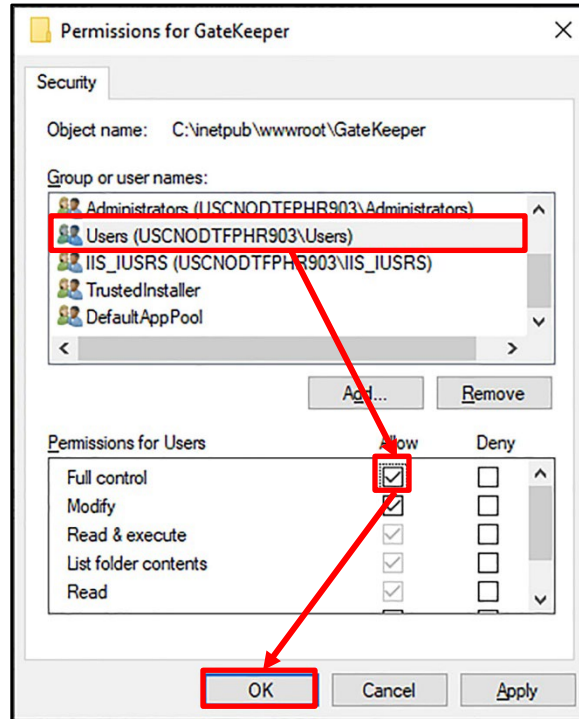 Permissions for GateKeeper
Security
Object name: C:\inetpub\wwwroot\GateKeeper
Group or user names:
Administrators (USCNODTFPHR903\Administrators)
Users (USCNODTFPHR903\Users)
IIS_IUSRS (USCNODTFPHR903\IIS_IUSRS)
TrustedInstaller
DefaultAppPool
Add... Remove
Permissions for Users Allow Deny
Full control
Modify
Read & execute
List folder contents
Read
OK Cancel Apply